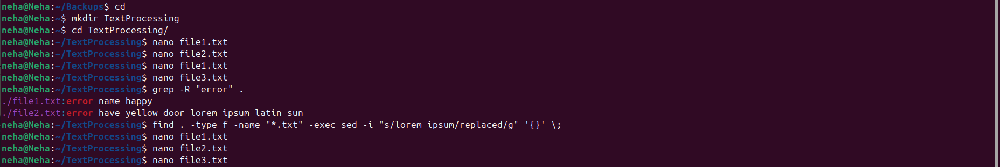 neha@Neha:~/Backups$ cd
neha@Neha:~$ mkdir TextProcessing
neha@Neha:~$ cd TextProcessing/
neha@Neha:~/TextProcessing$ nano file1.txt
neha@Neha:~/TextProcessing$ nano file2.txt
neha@Neha:~/TextProcessing$ nano file1.txt
neha@Neha:~/TextProcessing$ nano file3.txt
neha@Neha:~/TextProcessing$ grep -R "error" .
./file1.txt:error name happy
./file2.txt:error have yellow door lorem ipsum latin sun
neha@Neha:~/TextProcessing$ find . -type f -name "*.txt" -exec sed -i "s/lorem ipsum/replaced/g" '{}' \;
neha@Neha:~/TextProcessing$ nano file1.txt
neha@Neha:~/TextProcessing$ nano file2.txt
neha@Neha:~/TextProcessing$ nano file3.txt